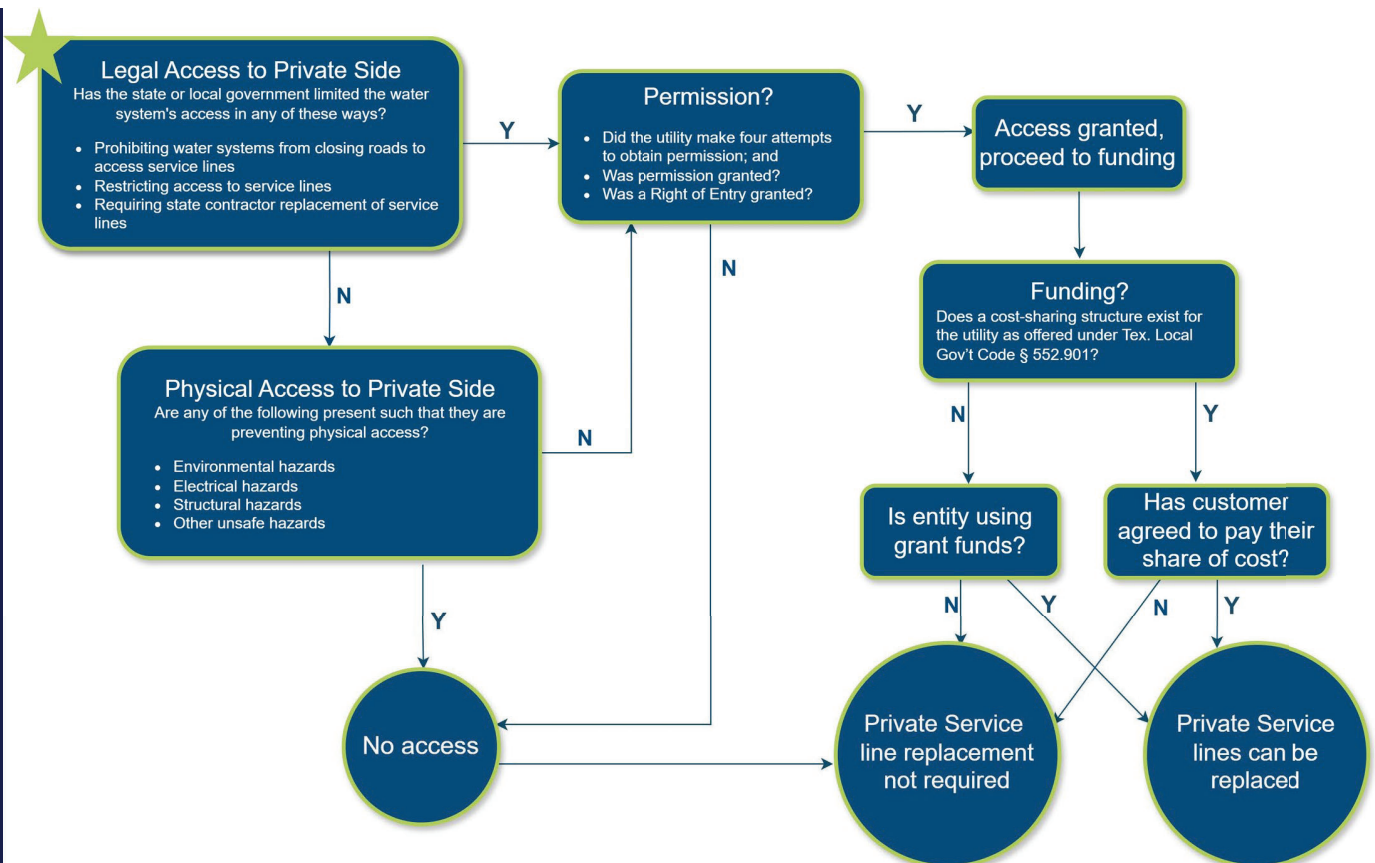 Legal Access to Private Side
Has the state or local government limited the water
system's access in any of these ways?
• Prohibiting water systems from closing roads to
access service lines
• Restricting access to service lines
• Requiring state contractor replacement of service
lines
Y
Permission?
• Did the utility make four attempts
to obtain permission; and
• Was permission granted?
• Was a Right of Entry granted?
Y
Access granted,
proceed to funding
N
N
Funding?
Does a cost-sharing structure exist for
the utility as offered under Tex. Local
Gov't Code § 552.901?
Physical Access to Private Side
Are any of the following present such that they are
preventing physical access?
• Environmental hazards
• Electrical hazards
• Structural hazards
• Other unsafe hazards
N
N
Y
Is entity using
grant funds?
Has customer
agreed to pay their
share of cost?
Y
N
Y
N
Y
No access
Private Service
line replacement
not required
Private Service
lines can be
replaced